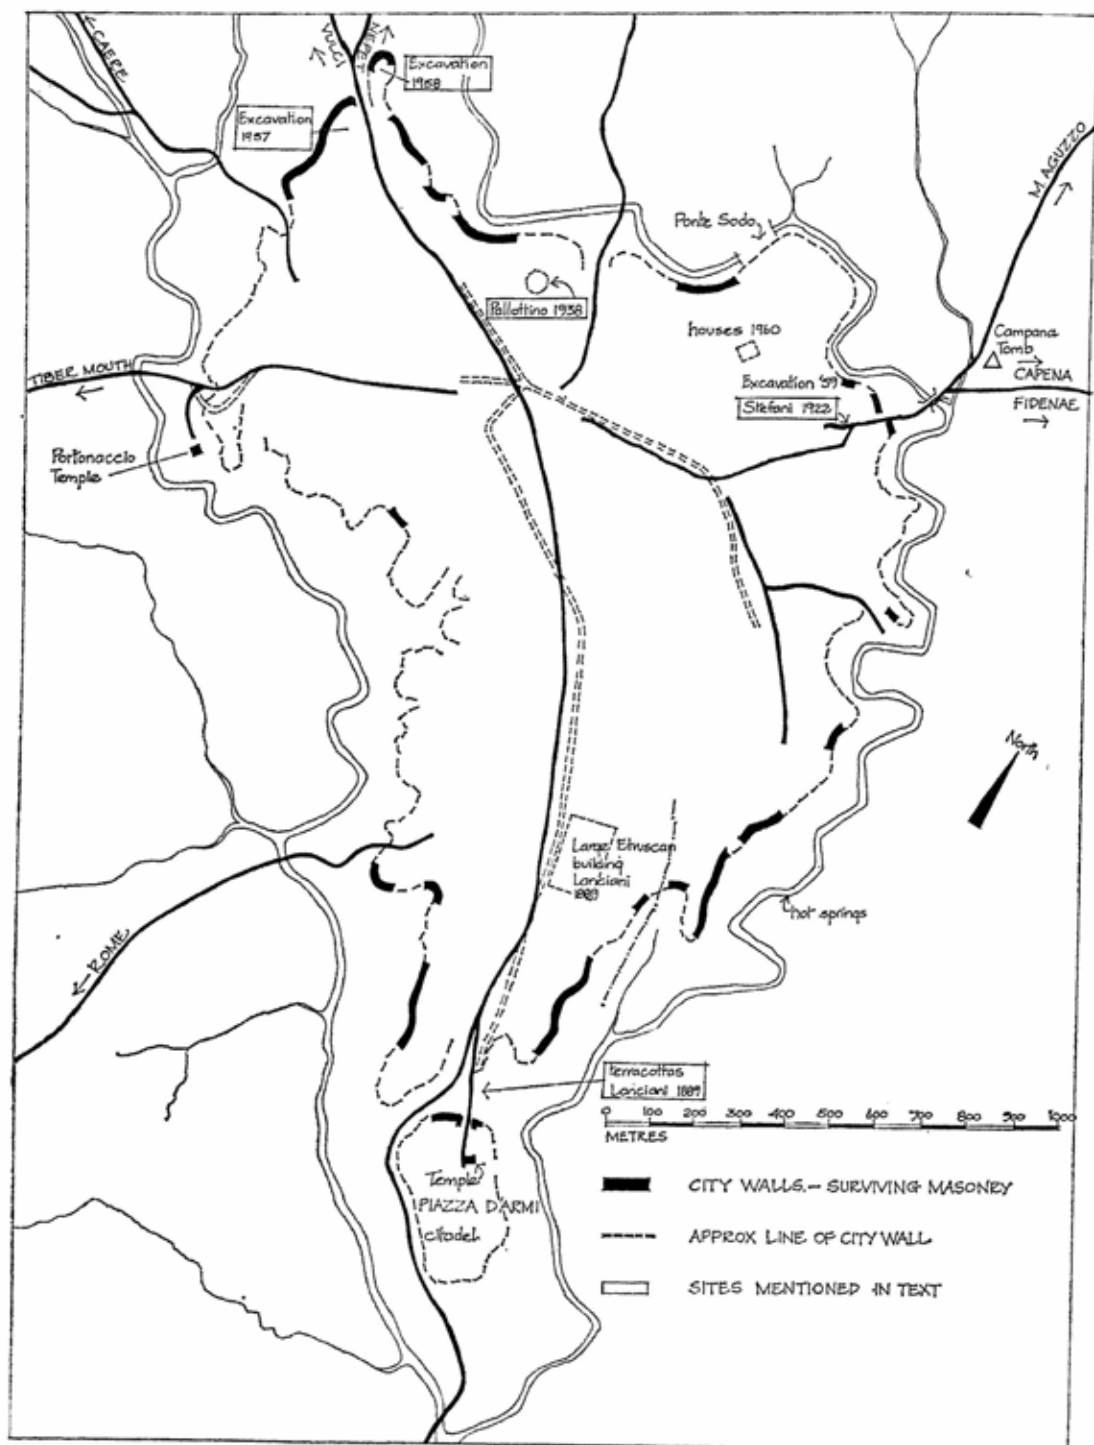 CAERE
VULCI
NEPET
Excavation
1958
Excavation
1957
M. AGUZZO
Ponte Sodo
Pallottino 1938
houses 1960
Campana
Tomb
CAPENA
FIDENAE
TIBER MOUTH
Excavation '59
Stefani 1922
Portonaccio
Temple
North
Large Etruscan
building
Lanciani
1889
hot springs
ROME
terracottas
Lanciani 1889
0 100 200 300 400 500 600 700 800 900 1000
METRES
Temple
PIAZZA D'ARMI
citadel
CITY WALLS.- SURVIVING MASONRY
APPROX LINE OF CITY WALL
SITES MENTIONED IN TEXT